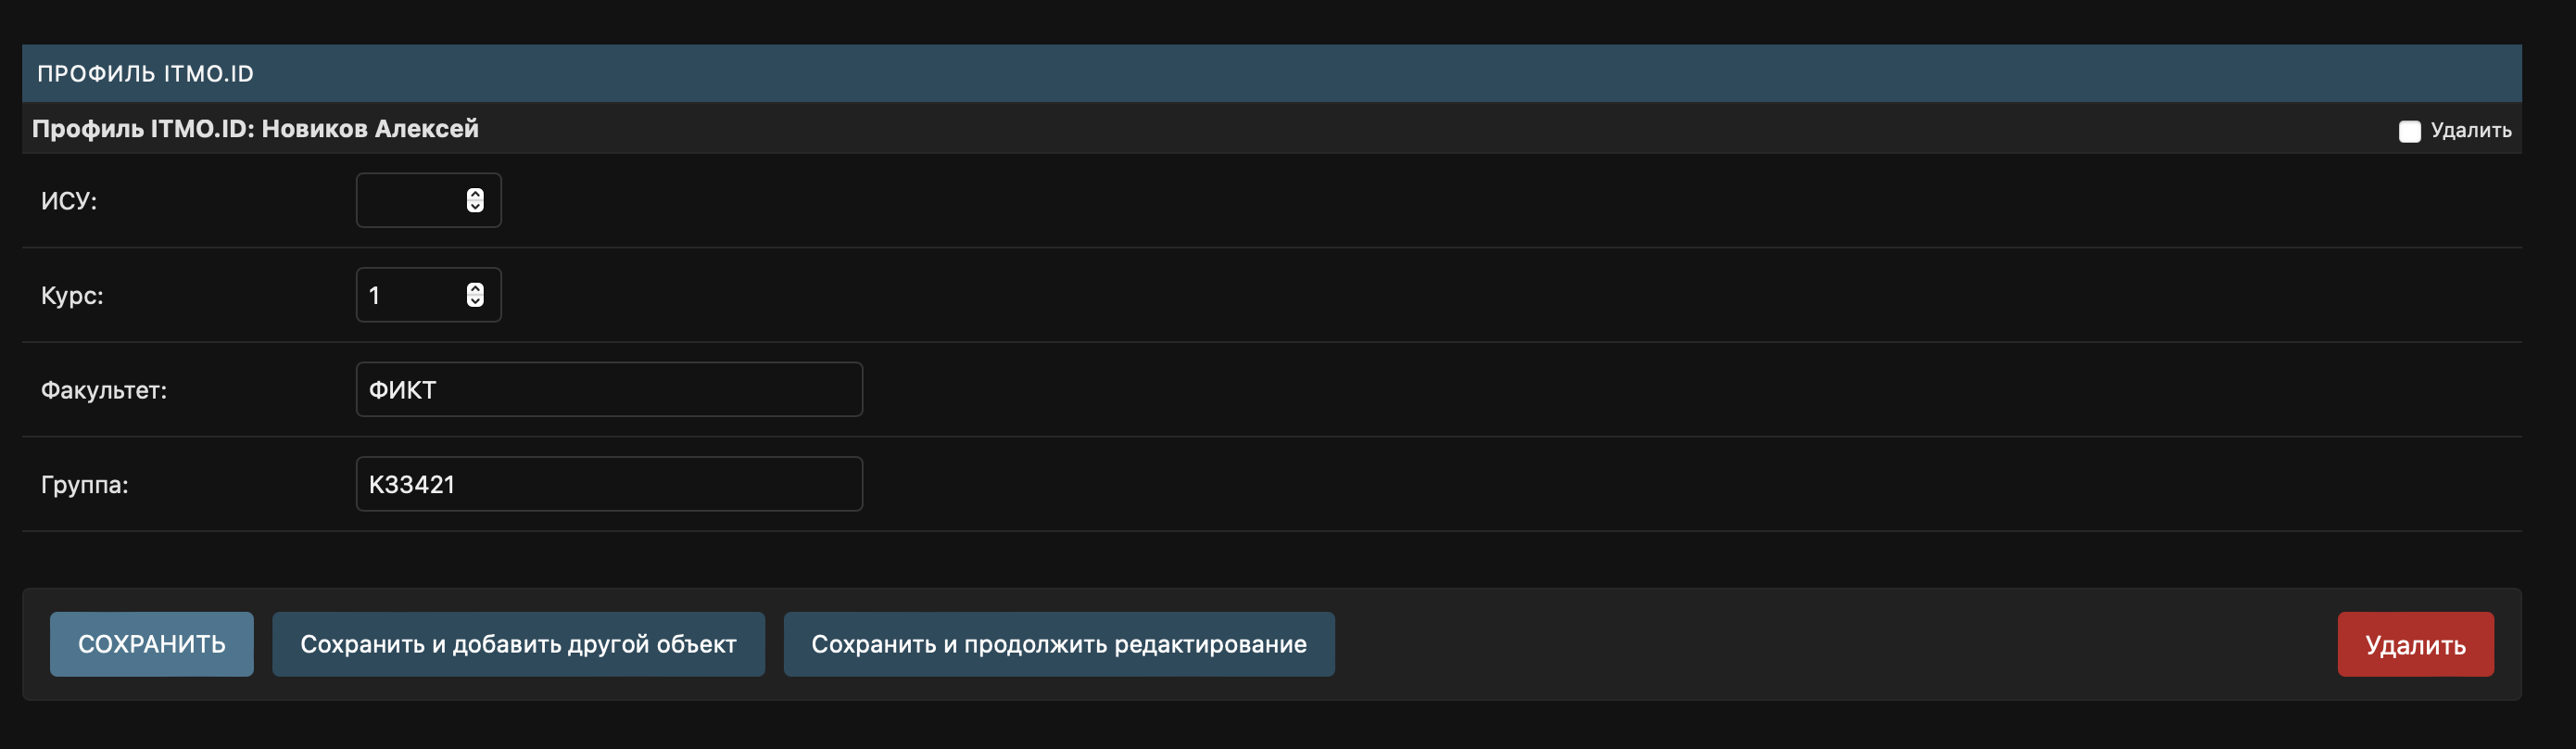 ПРОФИЛЬ ITMO.ID
Профиль ITMO.ID: Новиков Алексей Удалить
ИСУ:
Курс: 1
Факультет: ФИКТ
Группа: K33421
СОХРАНИТЬ Сохранить и добавить другой объект Сохранить и продолжить редактирование Удалить